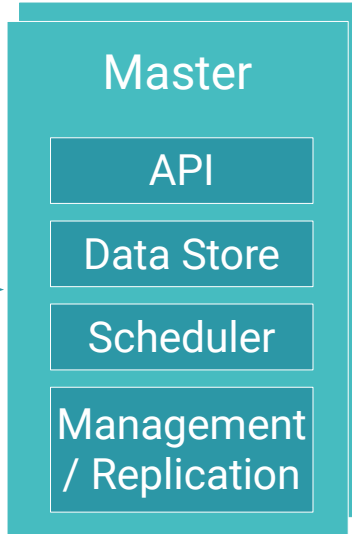 Master
API
Data Store
Scheduler
Management
/ Replication